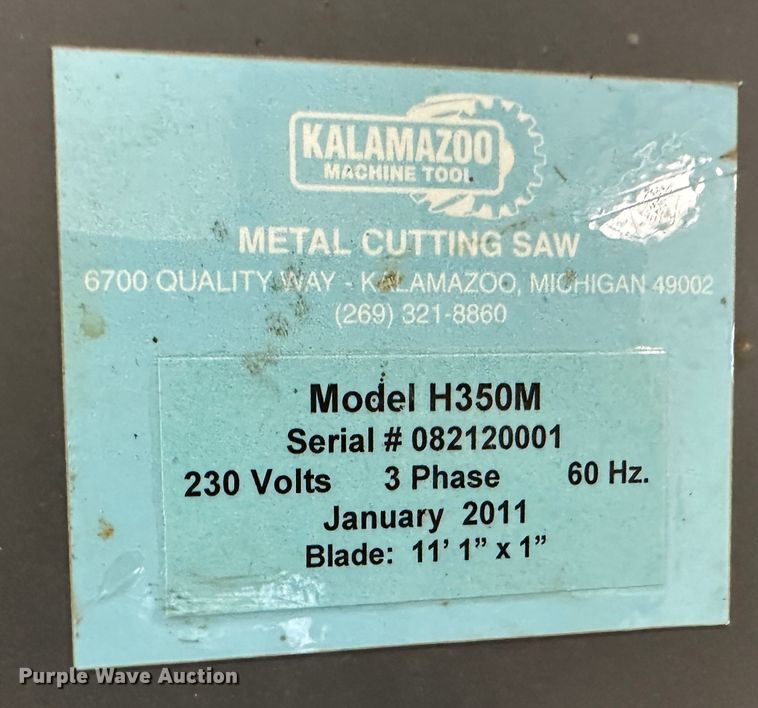 KALAMAZOO
MACHINE TOOL
METAL CUTTING SAW
6700 QUALITY WAY - KALAMAZOO, MICHIGAN 49002
(269) 321-8860
Model H350M
Serial # 082120001
230 Volts 3 Phase 60 Hz.
January 2011
Blade: 11' 1" x 1"
Purple Wave Auction